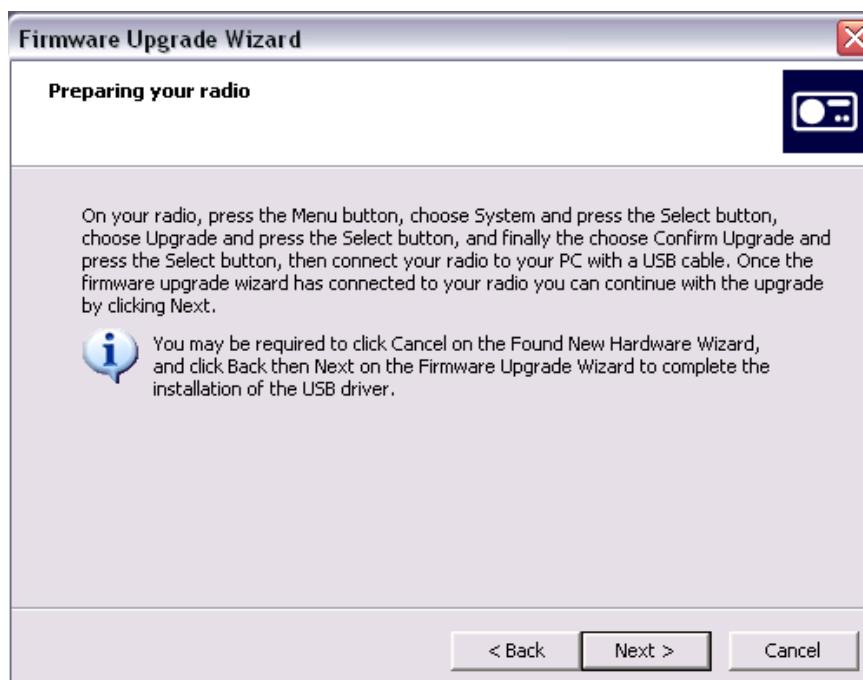 Firmware Upgrade Wizard
Preparing your radio
On your radio, press the Menu button, choose System and press the Select button,
choose Upgrade and press the Select button, and finally the choose Confirm Upgrade and
press the Select button, then connect your radio to your PC with a USB cable. Once the
firmware upgrade wizard has connected to your radio you can continue with the upgrade
by clicking Next.
You may be required to click Cancel on the Found New Hardware Wizard,
and click Back then Next on the Firmware Upgrade Wizard to complete the
installation of the USB driver.
< Back
Next >
Cancel